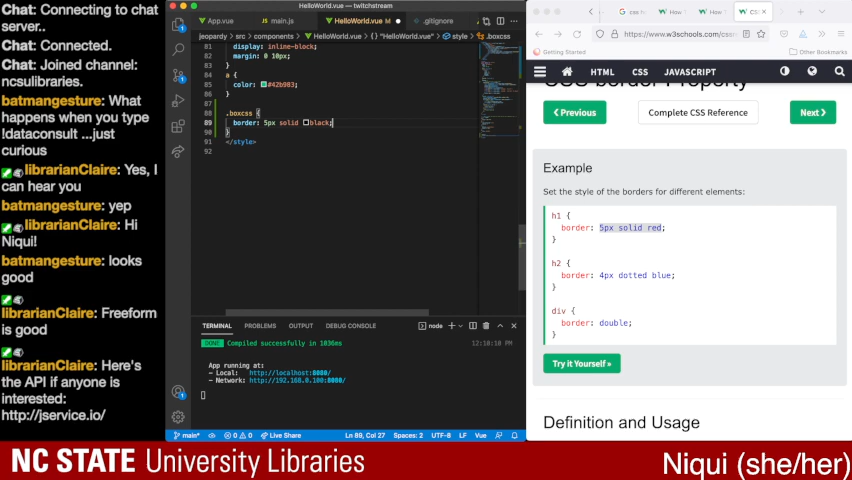 Chat: Connecting to chat
server..
Chat: Connected.
Chat: Joined channel:
ncsulibraries.
batmangesture: What
happens when you type
!dataconsult ...just
curious
librarianClaire: Yes, I
can hear you
batmangesture: yep
librarianClaire: Hi
Niqui!
batmangesture: looks
good
librarianClaire: Freeform
is good
librarianClaire: Here's
the API if anyone is
interested:
http://jservice.io/
HelloWorld.vue — twitchstream
App.vue
main.js
HelloWorld.vue M
.gitignore
jeopardy > src > components > HelloWorld.vue > {} "HelloWorld.vue" > style > .boxcss
81 display: inline-block;
82 margin: 0 10px;
83 }
84 a {
85 color: #42b983;
86 }
87
88 .boxcss {
89 border: 5px solid black;
90 }
91 </style>
92
TERMINAL PROBLEMS OUTPUT DEBUG CONSOLE
node
DONE Compiled successfully in 1036ms 12:10:10 PM
App running at:
- Local: http://localhost:8080/
- Network: http://192.168.0.100:8080/
main* 0 0 Live Share Ln 89, Col 27 Spaces: 2 UTF-8 LF Vue
css
How
How
CS
https://www.w3schools.com/cssr
Getting Started
Other Bookmarks
HTML CSS JAVASCRIPT
CSS border Property
Previous
Complete CSS Reference
Next
Example
Set the style of the borders for different elements:
h1 {
border: 5px solid red;
}
h2 {
border: 4px dotted blue;
}
div {
border: double;
}
Try it Yourself »
Definition and Usage
NC STATE University Libraries
Niqui (she/her)